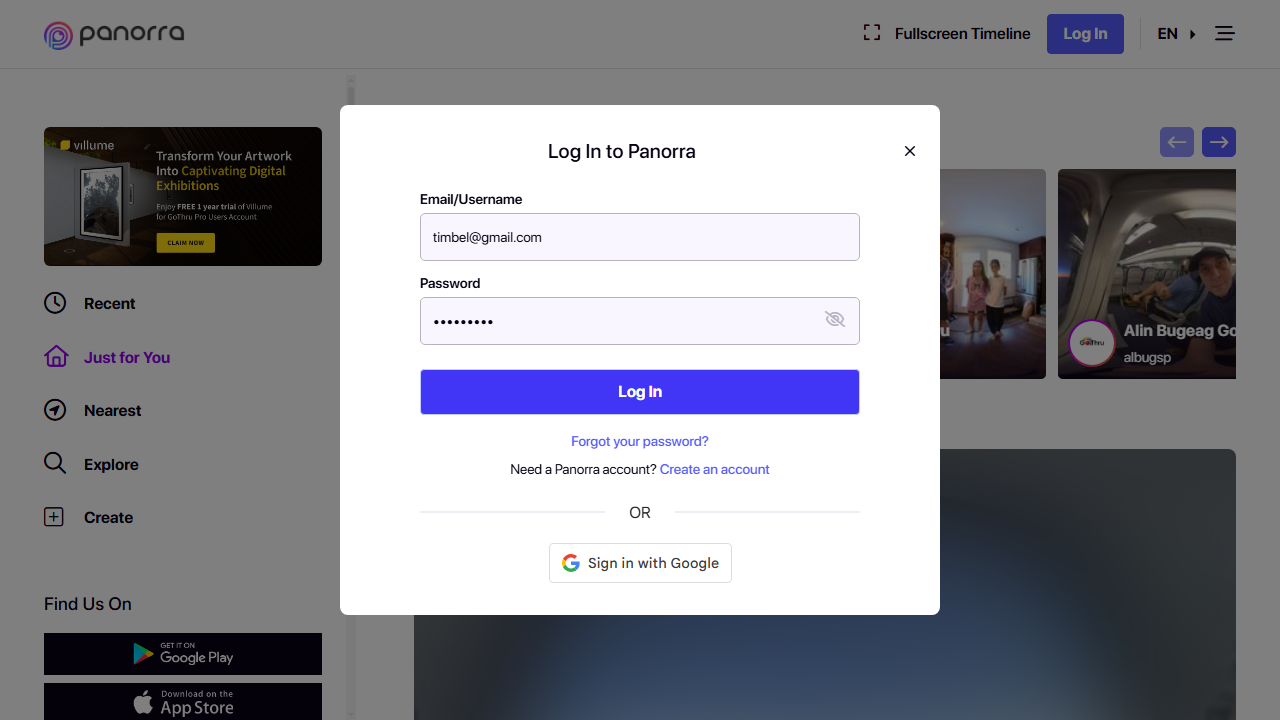 panorra
Fullscreen Timeline
Log In
EN
villume
Transform Your Artwork
Into Captivating Digital
Exhibitions
Enjoy FREE 1 year trial of Villume
for GoThru Pro Users Account
CLAIM NOW
Recent
Just for You
Nearest
Explore
Create
Find Us On
GET IT ON
Google Play
Download on the
App Store
Log In to Panorra
Email/Username
timbel@gmail.com
Password
•••••••••
Log In
Forgot your password?
Need a Panorra account? Create an account
OR
Sign in with Google
GoThru
Alin Bugeag Go
albugsp